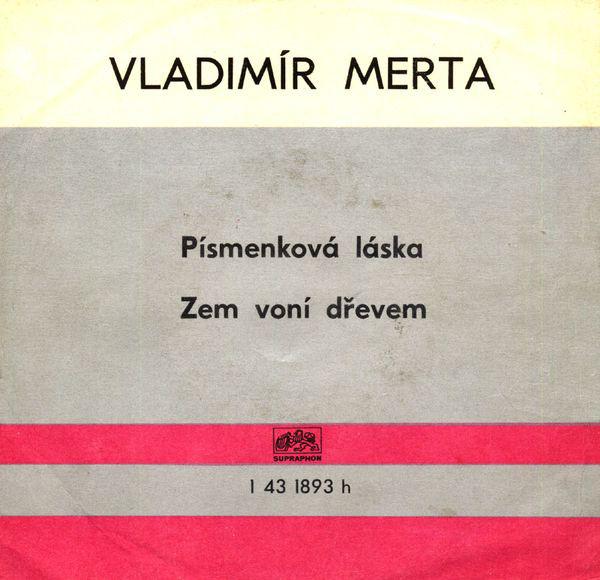 VLADIMÍR MERTA
Písmenková láska
Zem voní dřevem
SUPRAPHON
1 43 1893 h